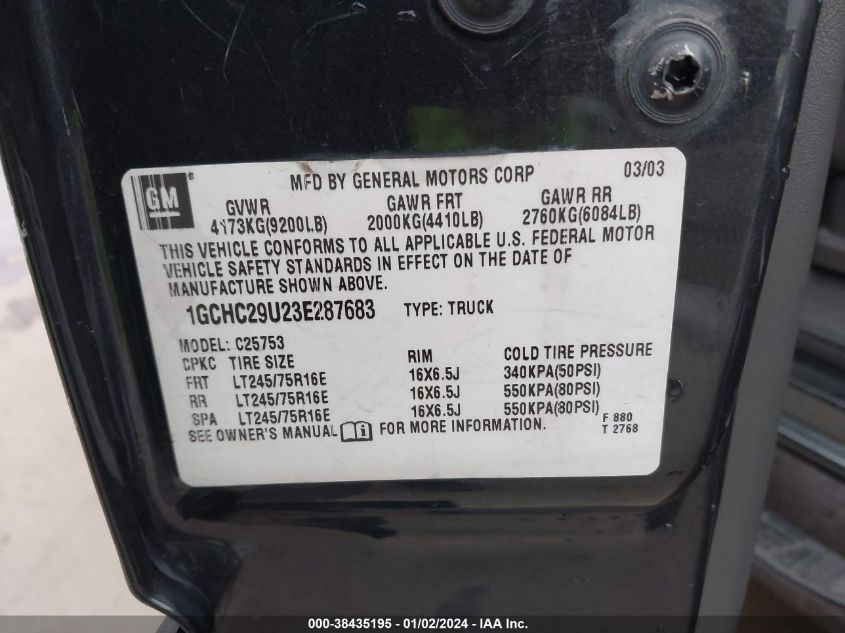 GM ®
MFD BY GENERAL MOTORS CORP 03/03
GVWR GAWR FRT GAWR RR
4173KG(9200LB) 2000KG(4410LB) 2760KG(6084LB)
THIS VEHICLE CONFORMS TO ALL APPLICABLE U.S. FEDERAL MOTOR
VEHICLE SAFETY STANDARDS IN EFFECT ON THE DATE OF
MANUFACTURE SHOWN ABOVE.
1GCHC29U23E287683 TYPE: TRUCK
MODEL: C25753
CPKC TIRE SIZE RIM COLD TIRE PRESSURE
FRT LT245/75R16E 16X6.5J 340KPA(50PSI)
RR LT245/75R16E 16X6.5J 550KPA(80PSI)
SPA LT245/75R16E 16X6.5J 550KPA(80PSI)
SEE OWNER'S MANUAL FOR MORE INFORMATION.
F 880
T 2768
000-38435195 - 01/02/2024 - IAA Inc.